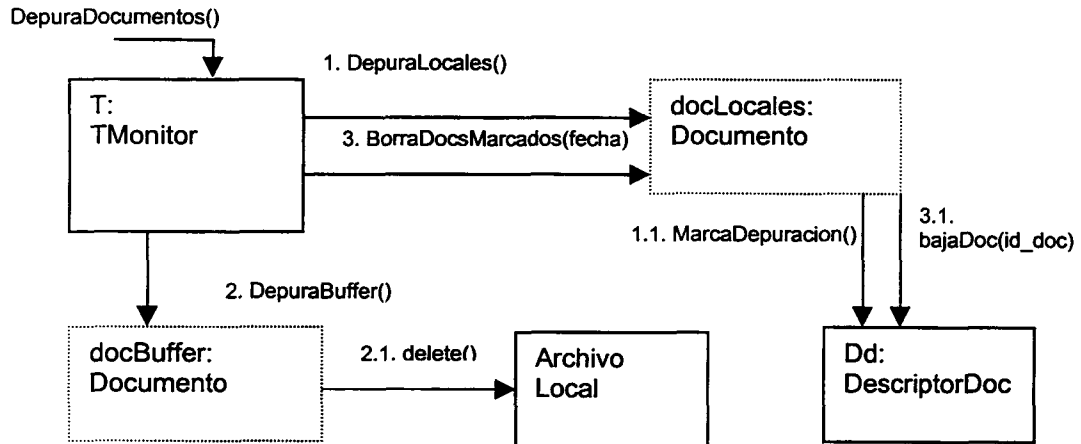 DepuraDocumentos()
1. DepuraLocales()
T:
TMonitor
docLocales:
Documento
3. BorraDocsMarcados(fecha)
1.1. MarcaDepuracion()
3.1.
bajaDoc(id_doc)
2. DepuraBuffer()
docBuffer:
Documento
2.1. delete()
Archivo
Local
Dd:
DescriptorDoc